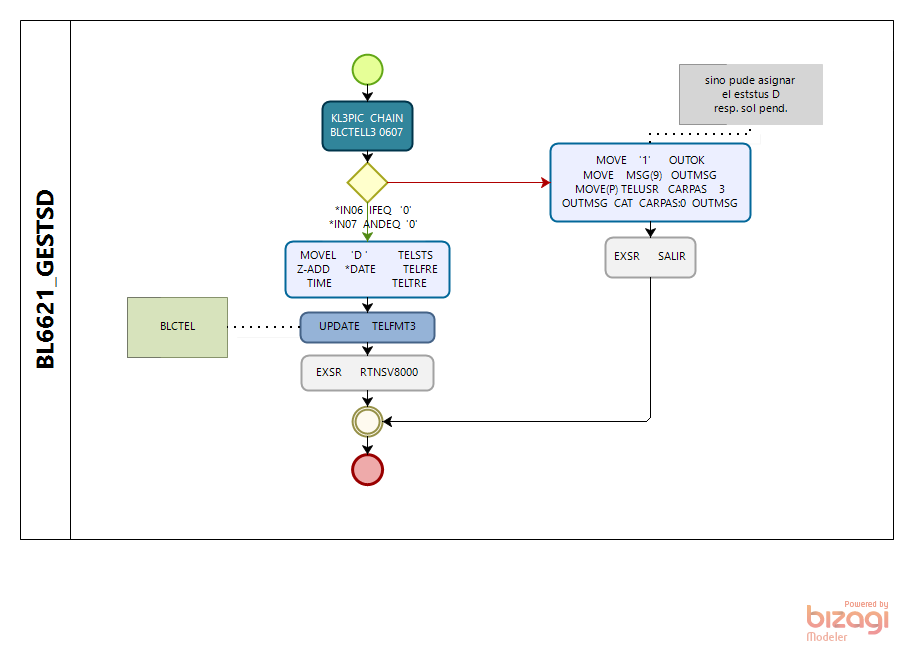 BL6621_GESTSD
KL3PIC CHAIN
BLCTELL3 0607
*IN06 IFEQ '0'
*IN07 ANDEQ '0'
MOVEL 'D ' TELSTS
Z-ADD *DATE TELFRE
TIME TELTRE
BLCTEL
UPDATE TELFMT3
EXSR RTNSV8000
sino pude asignar
el eststus D
resp. sol pend.
MOVE '1' OUTOK
MOVE MSG(9) OUTMSG
MOVE(P) TELUSR CARPAS 3
OUTMSG CAT CARPAS:0 OUTMSG
EXSR SALIR
Powered by
bizagi
Modeler